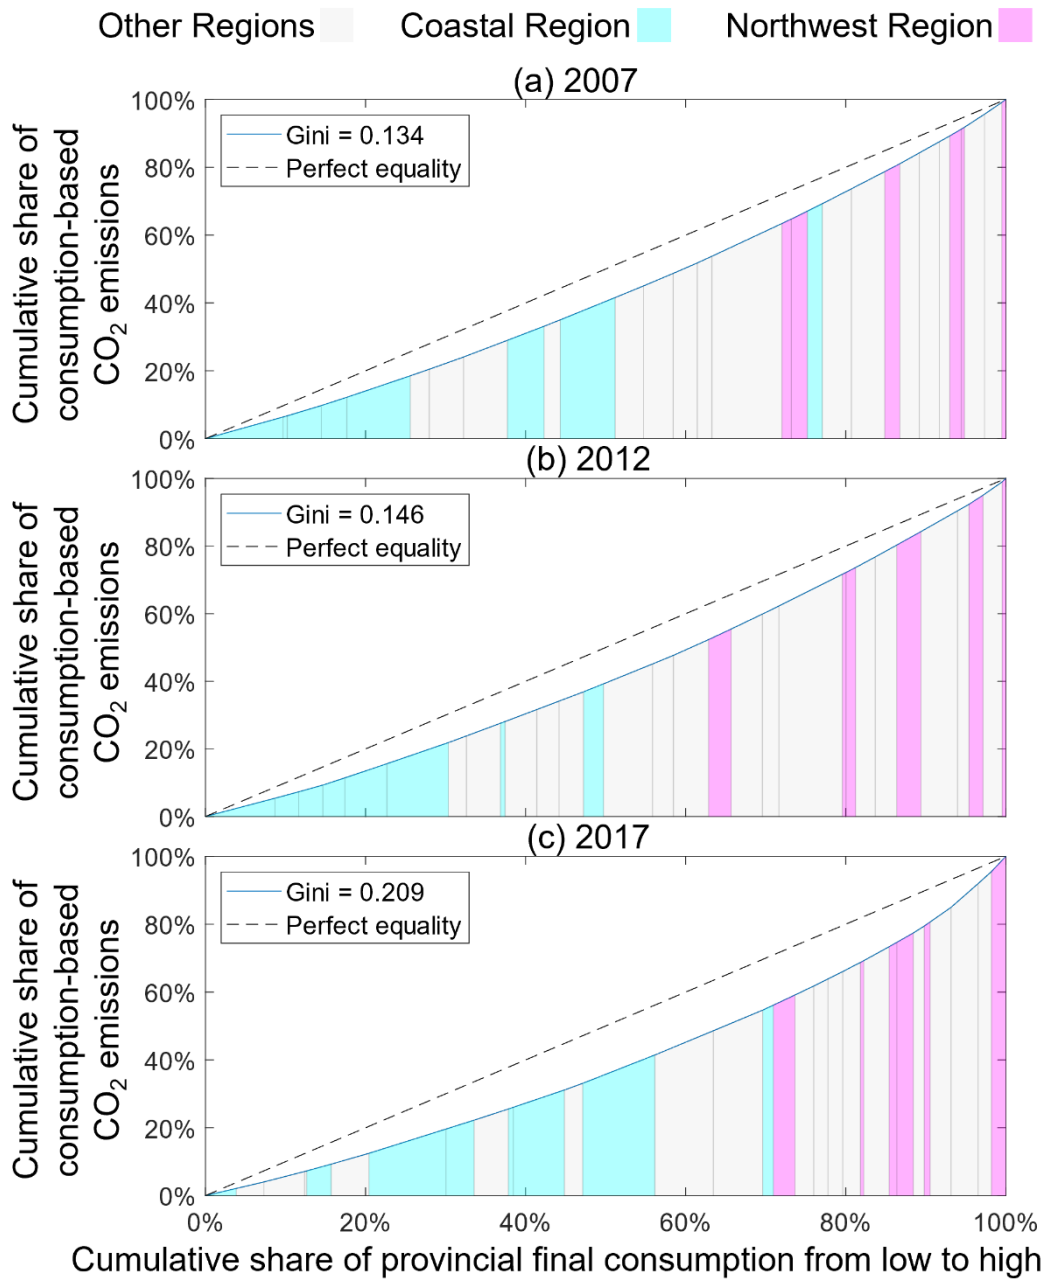 Other Regions Coastal Region Northwest Region
(a) 2007
Cumulative share of
consumption-based
CO₂ emissions
100%
80%
60%
40%
20%
0%
Gini = 0.134
Perfect equality
(b) 2012
Cumulative share of
consumption-based
CO₂ emissions
100%
80%
60%
40%
20%
0%
Gini = 0.146
Perfect equality
(c) 2017
Cumulative share of
consumption-based
CO₂ emissions
100%
80%
60%
40%
20%
0%
Gini = 0.209
Perfect equality
0% 20% 40% 60% 80% 100%
Cumulative share of provincial final consumption from low to high